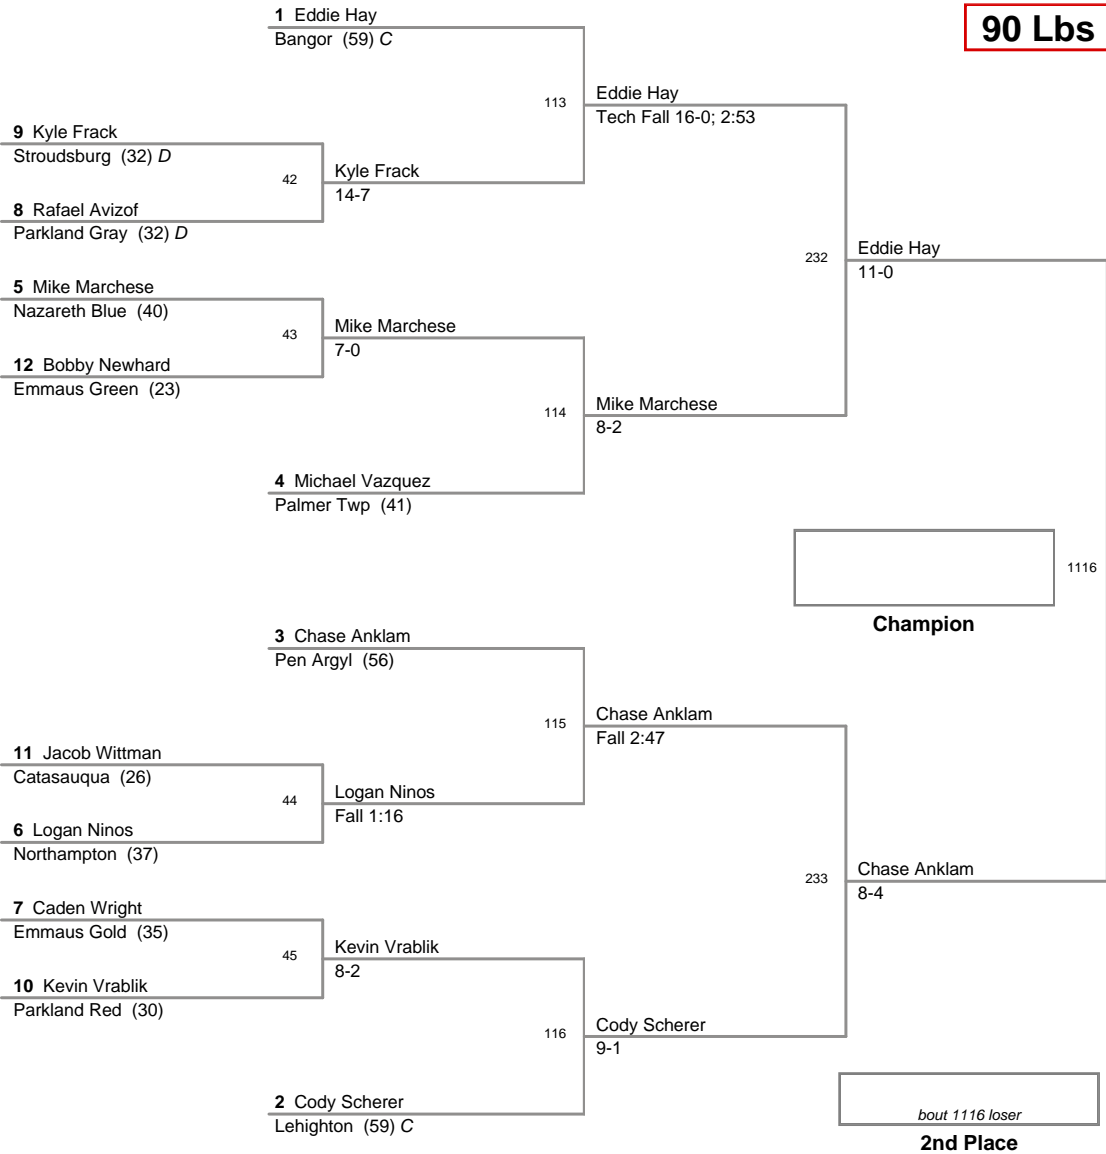 1 Eddie Hay
Bangor (59) C
90 Lbs
113
Eddie Hay
Tech Fall 16-0; 2:53
9 Kyle Frack
Stroudsburg (32) D
42
Kyle Frack
14-7
8 Rafael Avizof
Parkland Gray (32) D
232
Eddie Hay
11-0
5 Mike Marchese
Nazareth Blue (40)
43
Mike Marchese
7-0
12 Bobby Newhard
Emmaus Green (23)
114
Mike Marchese
8-2
4 Michael Vazquez
Palmer Twp (41)
1116
Champion
3 Chase Anklam
Pen Argyl (56)
115
Chase Anklam
Fall 2:47
11 Jacob Wittman
Catasauqua (26)
44
Logan Ninos
Fall 1:16
6 Logan Ninos
Northampton (37)
233
Chase Anklam
8-4
7 Caden Wright
Emmaus Gold (35)
45
Kevin Vrablik
8-2
10 Kevin Vrablik
Parkland Red (30)
116
Cody Scherer
9-1
2 Cody Scherer
Lehighton (59) C
bout 1116 loser
2nd Place